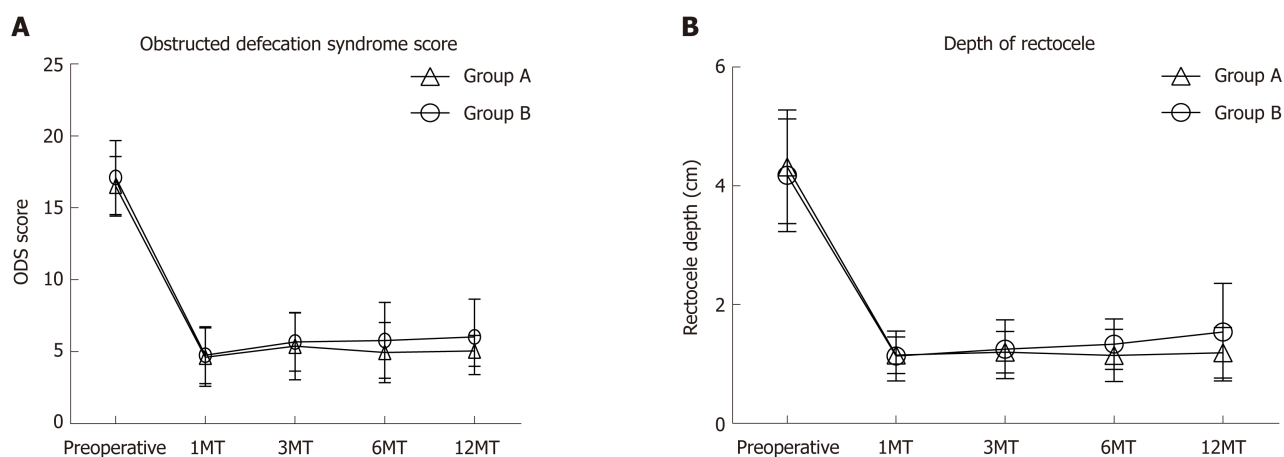 A
Obstructed defecation syndrome score
Group A
Group B
ODS score
25
20
15
10
5
0
Preoperative 1MT 3MT 6MT 12MT
B
Depth of rectocele
Group A
Group B
Rectocele depth (cm)
6
4
2
0
Preoperative 1MT 3MT 6MT 12MT